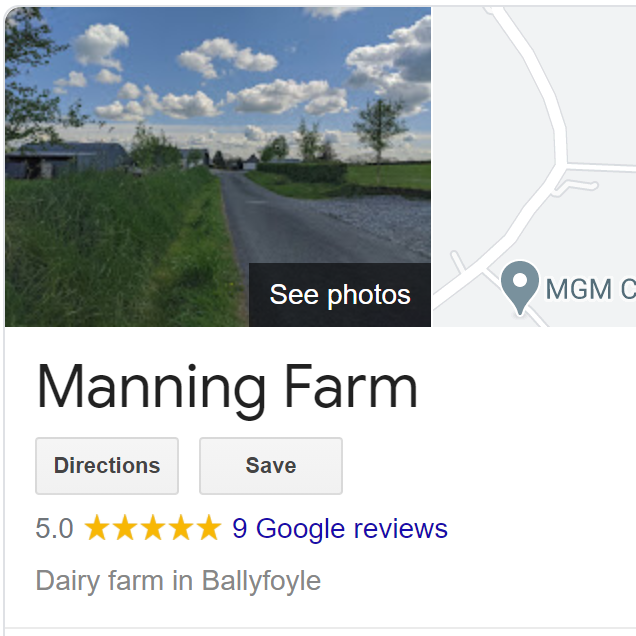 See photos
MGM C
Manning Farm
Directions
Save
5.0
9 Google reviews
Dairy farm in Ballyfoyle